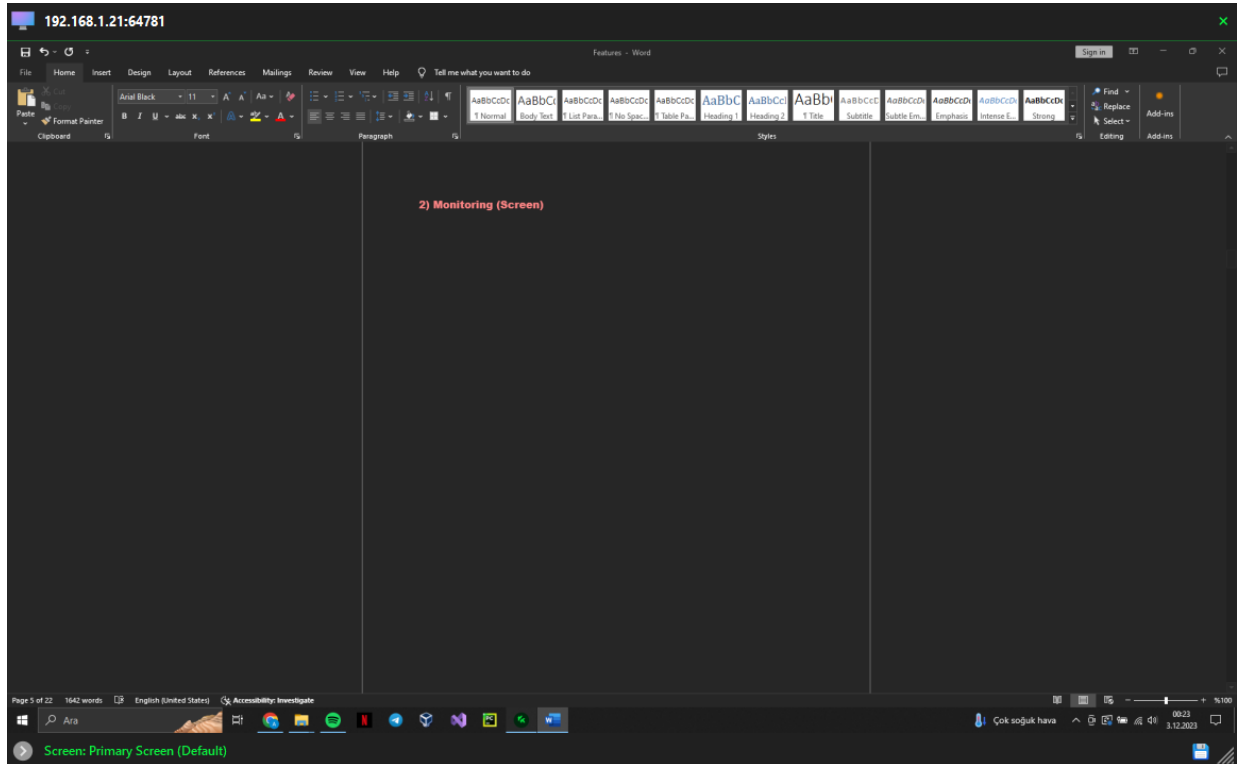 192.168.1.21:64781
Features - Word
Sign in
File Home Insert Design Layout References Mailings Review View Help Tell me what you want to do
Cut
Copy
Paste
Format Painter
Arial Black 11
Clipboard Font Paragraph Styles Editing Add-ins
AaBbCcDc AaBbCc AaBbCcDc AaBbCcDc AaBbCcDc AaBbC AaBbCcI AaBb AaBbCcC AaBbCcDc AaBbCcDc AaBbCcDc AaBbCcDc
¶ Normal Body Text ¶ List Para... ¶ No Spac... ¶ Table Pa... Heading 1 Heading 2 ¶ Title Subtitle Subtle Em... Emphasis Intense E... Strong
Find
Replace
Select
Add-ins
2) Monitoring (Screen)
Page 5 of 22 1642 words English (United States) Accessibility: Investigate
%100
Ara
Çok soğuk hava
00:23
3.12.2023
Screen: Primary Screen (Default)